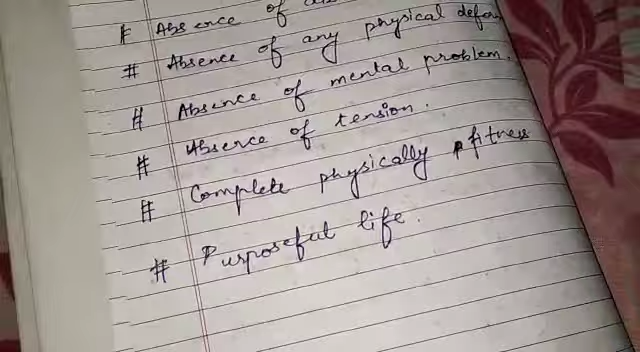 # Absence of
# Absence of any physical
# Absence of mental problem.
# Absence of tension.
# Complete physically fitness
# Purposeful life.